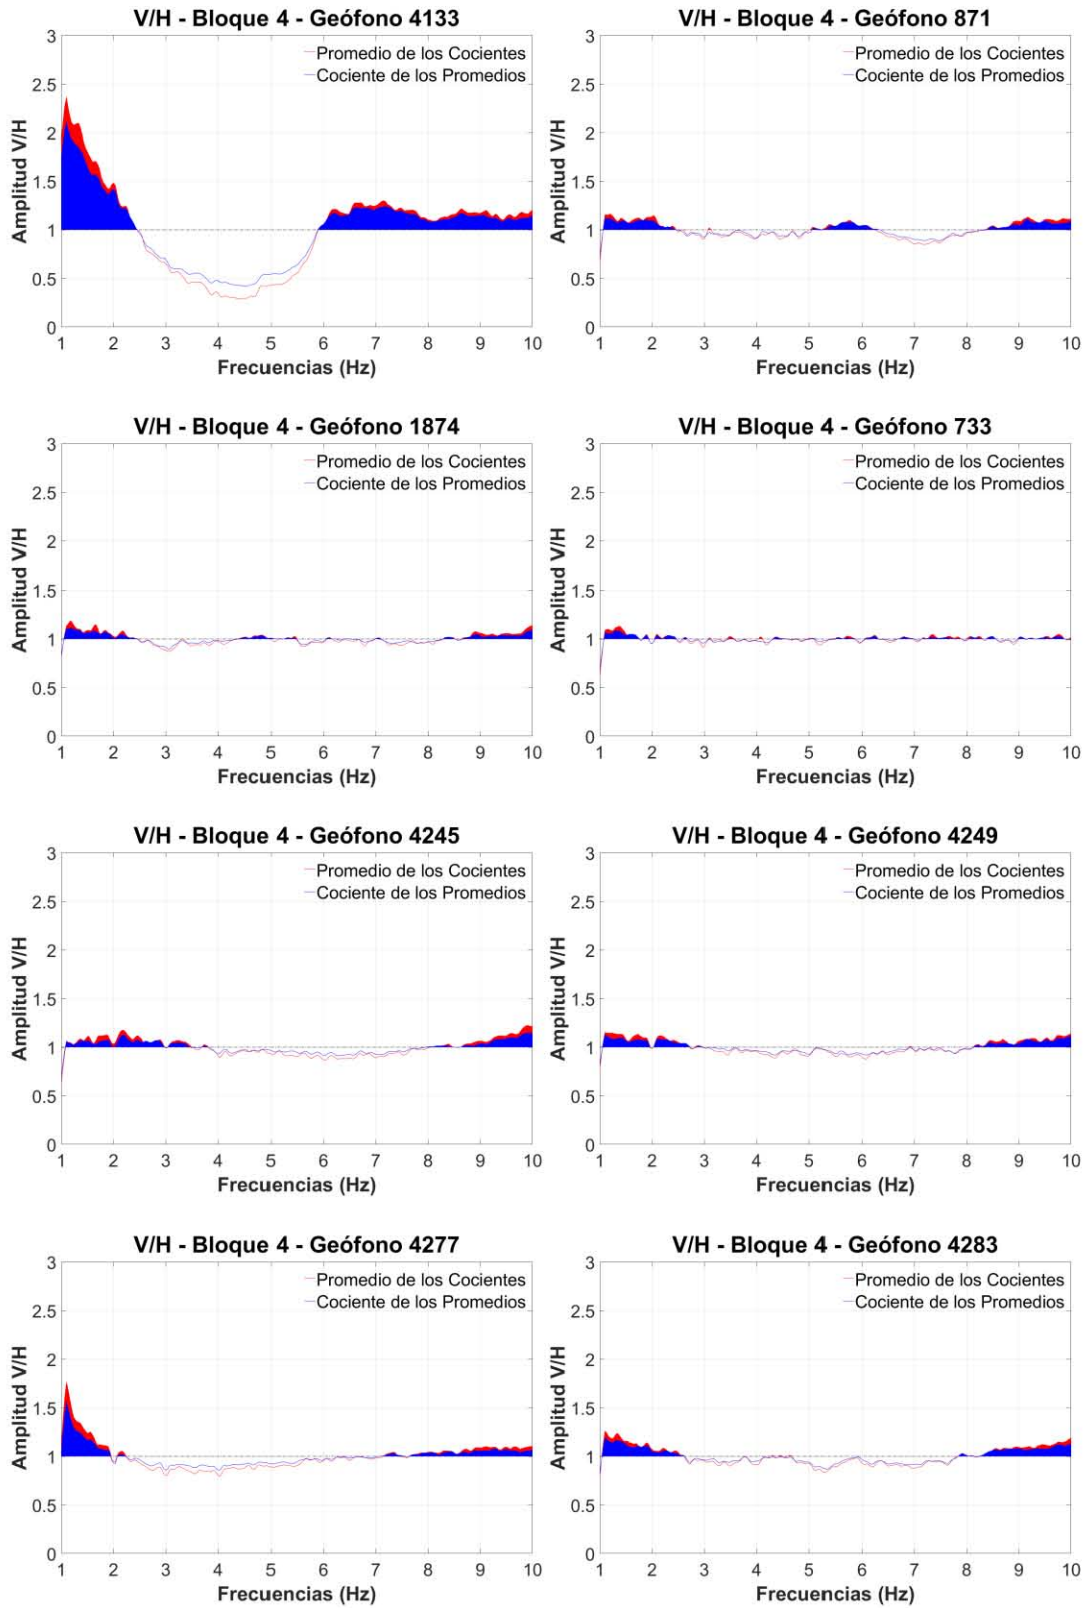 V/H - Bloque 4 - Geófono 4133
Promedio de los Cocientes
Cociente de los Promedios
Amplitud V/H
3
2.5
2
1.5
1
0.5
0
1 2 3 4 5 6 7 8 9 10
Frecuencias (Hz)
V/H - Bloque 4 - Geófono 871
Promedio de los Cocientes
Cociente de los Promedios
Amplitud V/H
3
2.5
2
1.5
1
0.5
0
1 2 3 4 5 6 7 8 9 10
Frecuencias (Hz)
V/H - Bloque 4 - Geófono 1874
Promedio de los Cocientes
Cociente de los Promedios
Amplitud V/H
3
2.5
2
1.5
1
0.5
0
1 2 3 4 5 6 7 8 9 10
Frecuencias (Hz)
V/H - Bloque 4 - Geófono 733
Promedio de los Cocientes
Cociente de los Promedios
Amplitud V/H
3
2.5
2
1.5
1
0.5
0
1 2 3 4 5 6 7 8 9 10
Frecuencias (Hz)
V/H - Bloque 4 - Geófono 4245
Promedio de los Cocientes
Cociente de los Promedios
Amplitud V/H
3
2.5
2
1.5
1
0.5
0
1 2 3 4 5 6 7 8 9 10
Frecuencias (Hz)
V/H - Bloque 4 - Geófono 4249
Promedio de los Cocientes
Cociente de los Promedios
Amplitud V/H
3
2.5
2
1.5
1
0.5
0
1 2 3 4 5 6 7 8 9 10
Frecuencias (Hz)
V/H - Bloque 4 - Geófono 4277
Promedio de los Cocientes
Cociente de los Promedios
Amplitud V/H
3
2.5
2
1.5
1
0.5
0
1 2 3 4 5 6 7 8 9 10
Frecuencias (Hz)
V/H - Bloque 4 - Geófono 4283
Promedio de los Cocientes
Cociente de los Promedios
Amplitud V/H
3
2.5
2
1.5
1
0.5
0
1 2 3 4 5 6 7 8 9 10
Frecuencias (Hz)